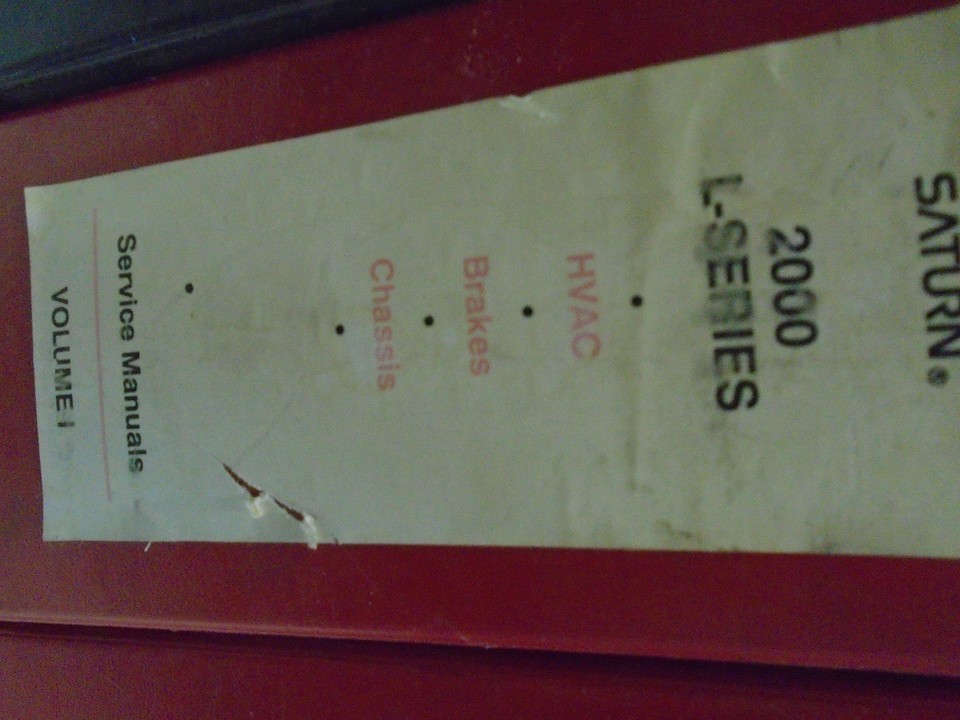 SATURN®
2000
L-SERIES
•
HVAC
•
Brakes
•
Chassis
•
•
Service Manuals
VOLUME I